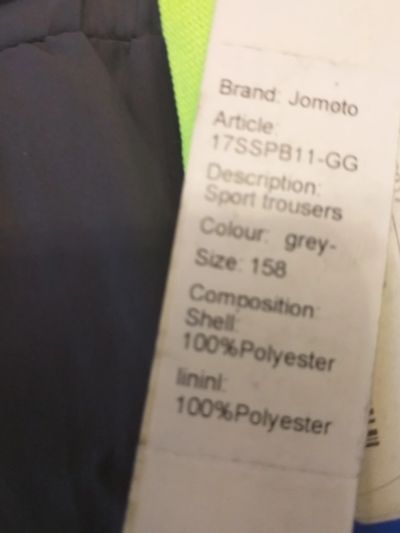 Brand: Jomoto
Article:
17SSPB11-GG
Description:
Sport trousers
Colour: grey-
Size: 158
Composition:
Shell:
100%Polyester
lininl:
100%Polyester